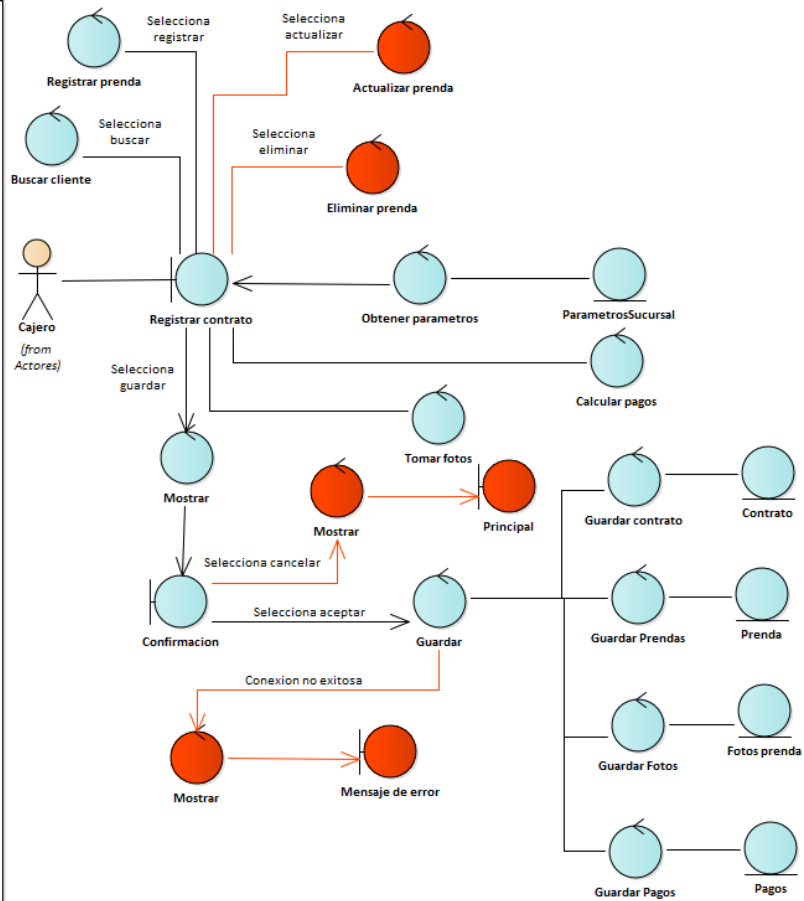 Selecciona
registrar
Selecciona
actualizar
Registrar prenda
Actualizar prenda
Selecciona
buscar
Selecciona
eliminar
Buscar cliente
Eliminar prenda
Cajero
(from
Actores)
Registrar contrato
Obtener parametros
ParametrosSucursal
Selecciona
guardar
Calcular pagos
Tomar fotos
Mostrar
Mostrar
Principal
Guardar contrato
Contrato
Selecciona cancelar
Selecciona aceptar
Confirmacion
Guardar
Guardar Prendas
Prenda
Conexion no exitosa
Mostrar
Mensaje de error
Guardar Fotos
Fotos prenda
Guardar Pagos
Pagos